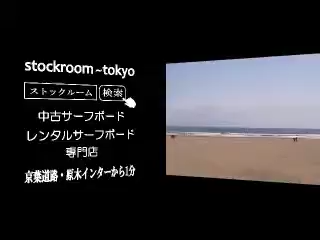 stockroom~tokyo
ストックルーム 検索
中古サーフボード
レンタルサーフボード
専門店
京葉道路・原木インターから1分